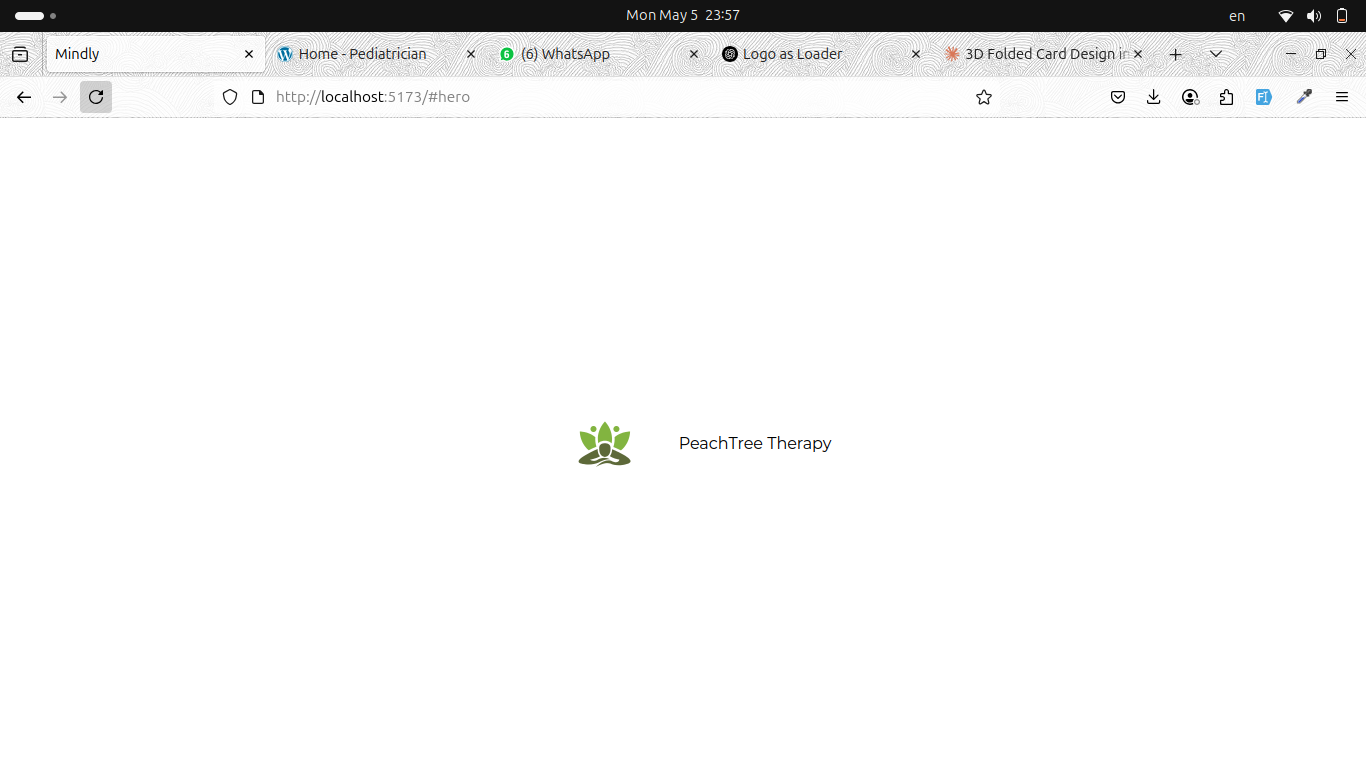 Mon May 5 23:57
en
Mindly
Home - Pediatrician
6
(6) WhatsApp
Logo as Loader
3D Folded Card Design in
http://localhost:5173/#hero
PeachTree Therapy